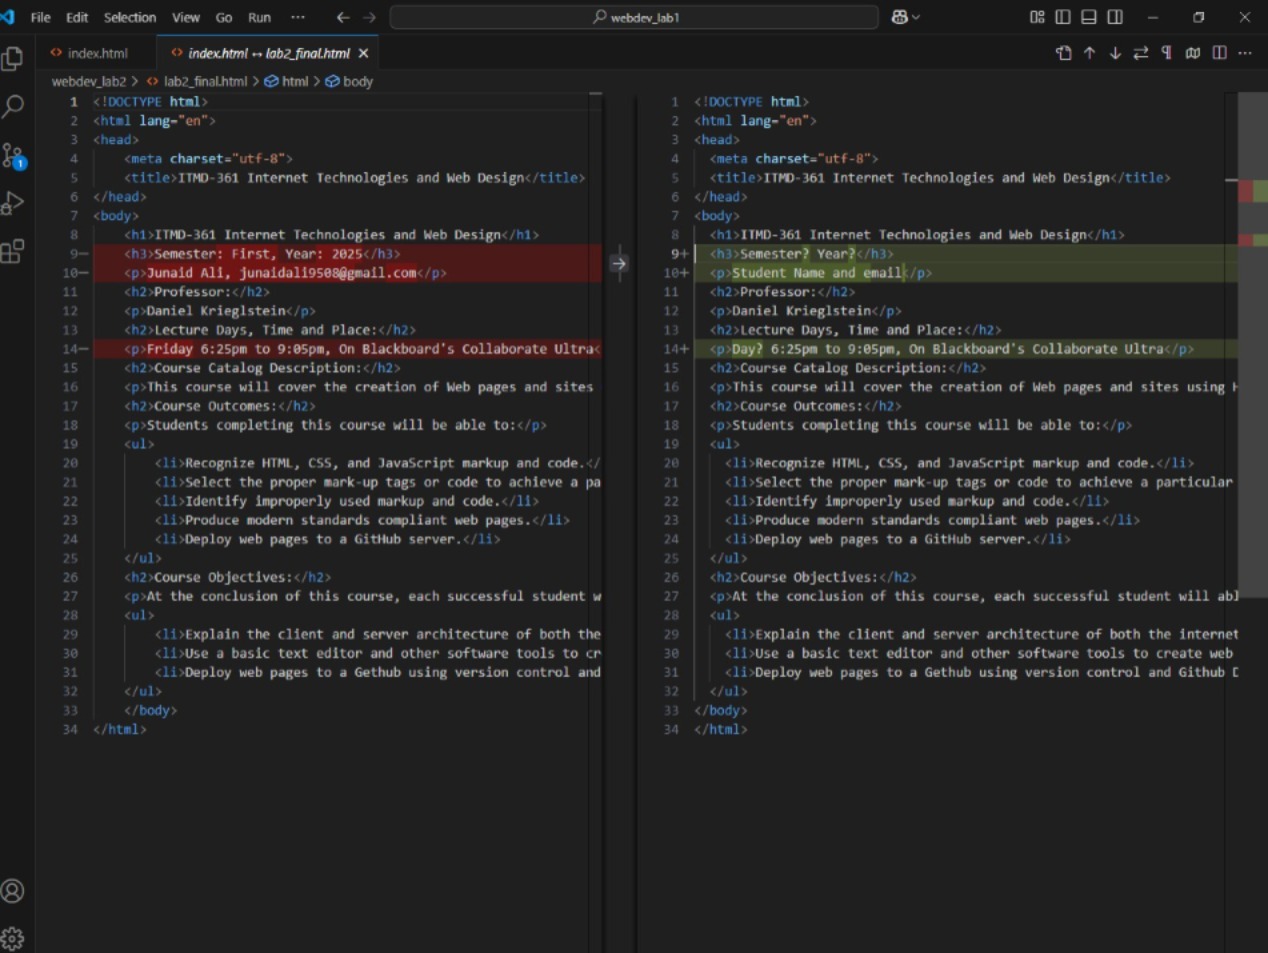 File Edit Selection View Go Run ··· webdev_lab1
index.html index.html ↔ lab2_final.html
webdev_lab2 > lab2_final.html > html > body
1 <!DOCTYPE html>
2 <html lang="en">
3 <head>
4 <meta charset="utf-8">
5 <title>ITMD-361 Internet Technologies and Web Design</title>
6 </head>
7 <body>
8 <h1>ITMD-361 Internet Technologies and Web Design</h1>
9− <h3>Semester: First, Year: 2025</h3>
10− <p>Junaid Ali, junaidali9508@gmail.com</p>
11 <h2>Professor:</h2>
12 <p>Daniel Krieglstein</p>
13 <h2>Lecture Days, Time and Place:</h2>
14− <p>Friday 6:25pm to 9:05pm, On Blackboard's Collaborate Ultra<
15 <h2>Course Catalog Description:</h2>
16 <p>This course will cover the creation of Web pages and sites
17 <h2>Course Outcomes:</h2>
18 <p>Students completing this course will be able to:</p>
19 <ul>
20 <li>Recognize HTML, CSS, and JavaScript markup and code.</
21 <li>Select the proper mark-up tags or code to achieve a pa
22 <li>Identify improperly used markup and code.</li>
23 <li>Produce modern standards compliant web pages.</li>
24 <li>Deploy web pages to a GitHub server.</li>
25 </ul>
26 <h2>Course Objectives:</h2>
27 <p>At the conclusion of this course, each successful student w
28 <ul>
29 <li>Explain the client and server architecture of both the
30 <li>Use a basic text editor and other software tools to cr
31 <li>Deploy web pages to a Gethub using version control and
32 </ul>
33 </body>
34 </html>
1 <!DOCTYPE html>
2 <html lang="en">
3 <head>
4 <meta charset="utf-8">
5 <title>ITMD-361 Internet Technologies and Web Design</title>
6 </head>
7 <body>
8 <h1>ITMD-361 Internet Technologies and Web Design</h1>
9+ <h3>Semester? Year?</h3>
10+ <p>Student Name and email</p>
11 <h2>Professor:</h2>
12 <p>Daniel Krieglstein</p>
13 <h2>Lecture Days, Time and Place:</h2>
14+ <p>Day? 6:25pm to 9:05pm, On Blackboard's Collaborate Ultra</p>
15 <h2>Course Catalog Description:</h2>
16 <p>This course will cover the creation of Web pages and sites using H
17 <h2>Course Outcomes:</h2>
18 <p>Students completing this course will be able to:</p>
19 <ul>
20 <li>Recognize HTML, CSS, and JavaScript markup and code.</li>
21 <li>Select the proper mark-up tags or code to achieve a particular
22 <li>Identify improperly used markup and code.</li>
23 <li>Produce modern standards compliant web pages.</li>
24 <li>Deploy web pages to a GitHub server.</li>
25 </ul>
26 <h2>Course Objectives:</h2>
27 <p>At the conclusion of this course, each successful student will abl
28 <ul>
29 <li>Explain the client and server architecture of both the internet
30 <li>Use a basic text editor and other software tools to create web
31 <li>Deploy web pages to a Gethub using version control and Github D
32 </ul>
33 </body>
34 </html>
1